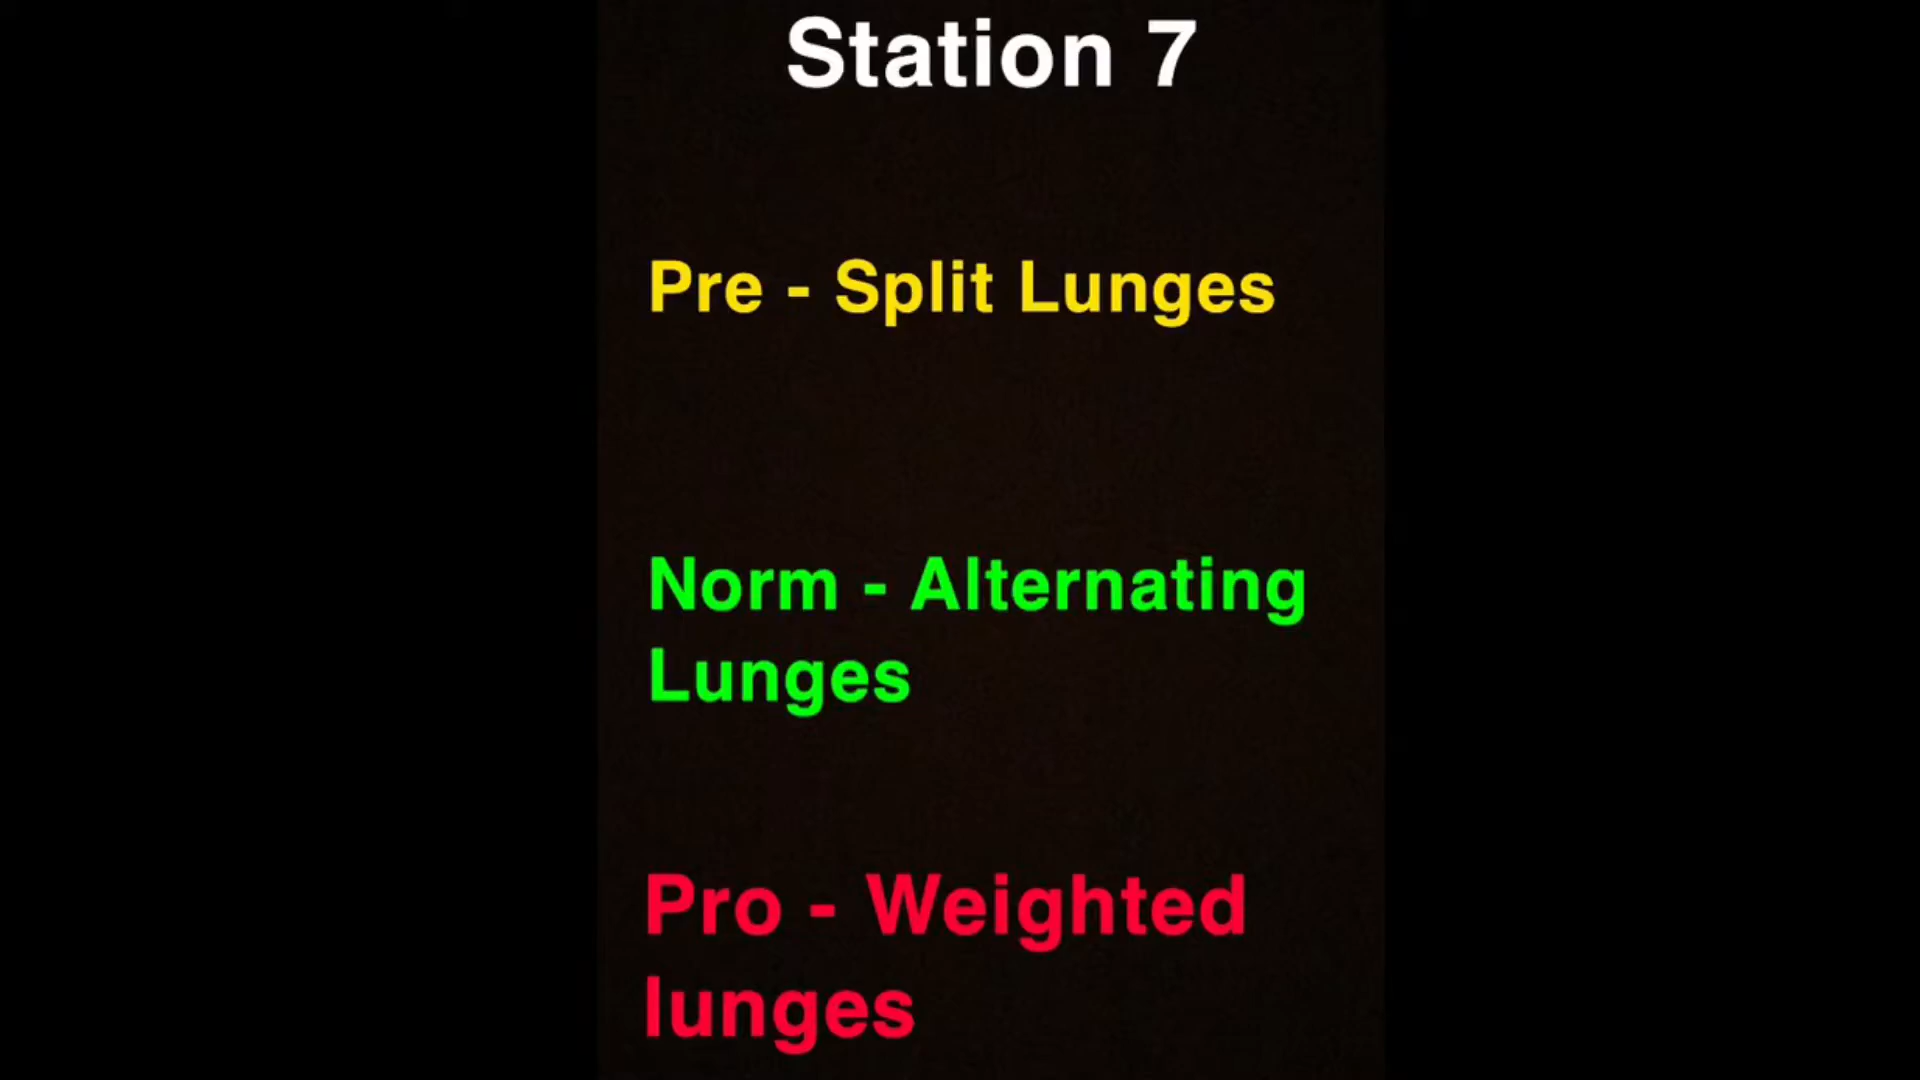 Station 7
Pre - Split Lunges
Norm - Alternating
Lunges
Pro - Weighted
lunges